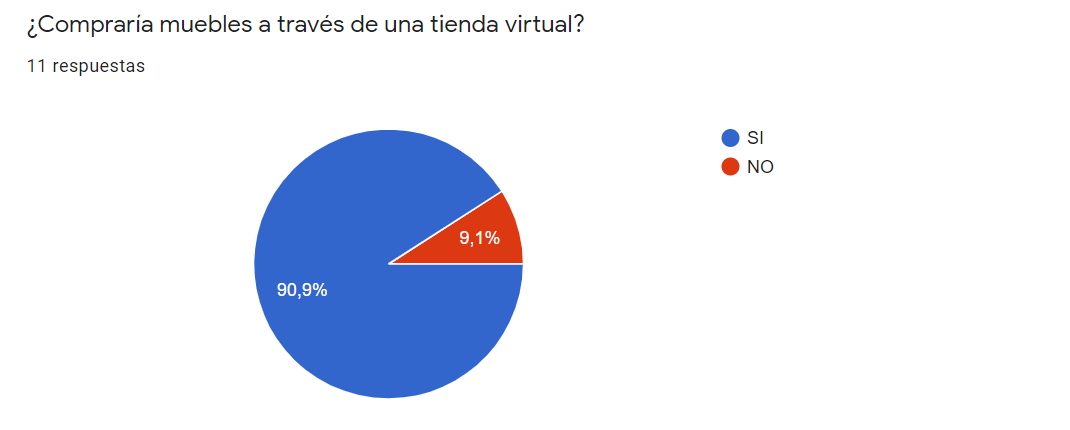 ¿Compraría muebles a través de una tienda virtual?
11 respuestas
SI
NO
9,1%
90,9%